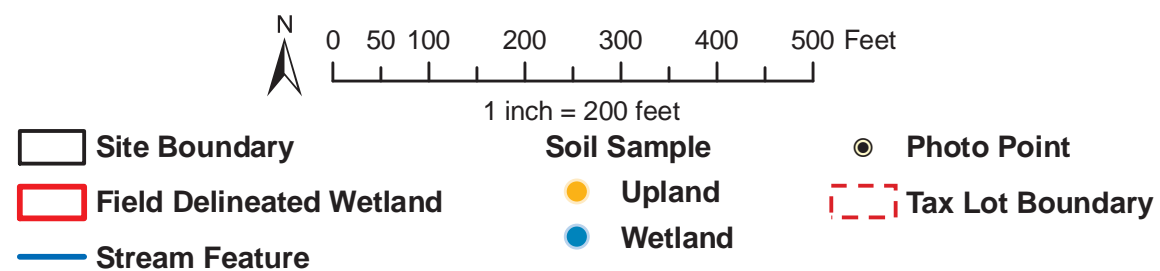 N
0 50 100 200 300 400 500 Feet
1 inch = 200 feet
Site Boundary
Field Delineated Wetland
Stream Feature
Soil Sample
Upland
Wetland
Photo Point
Tax Lot Boundary